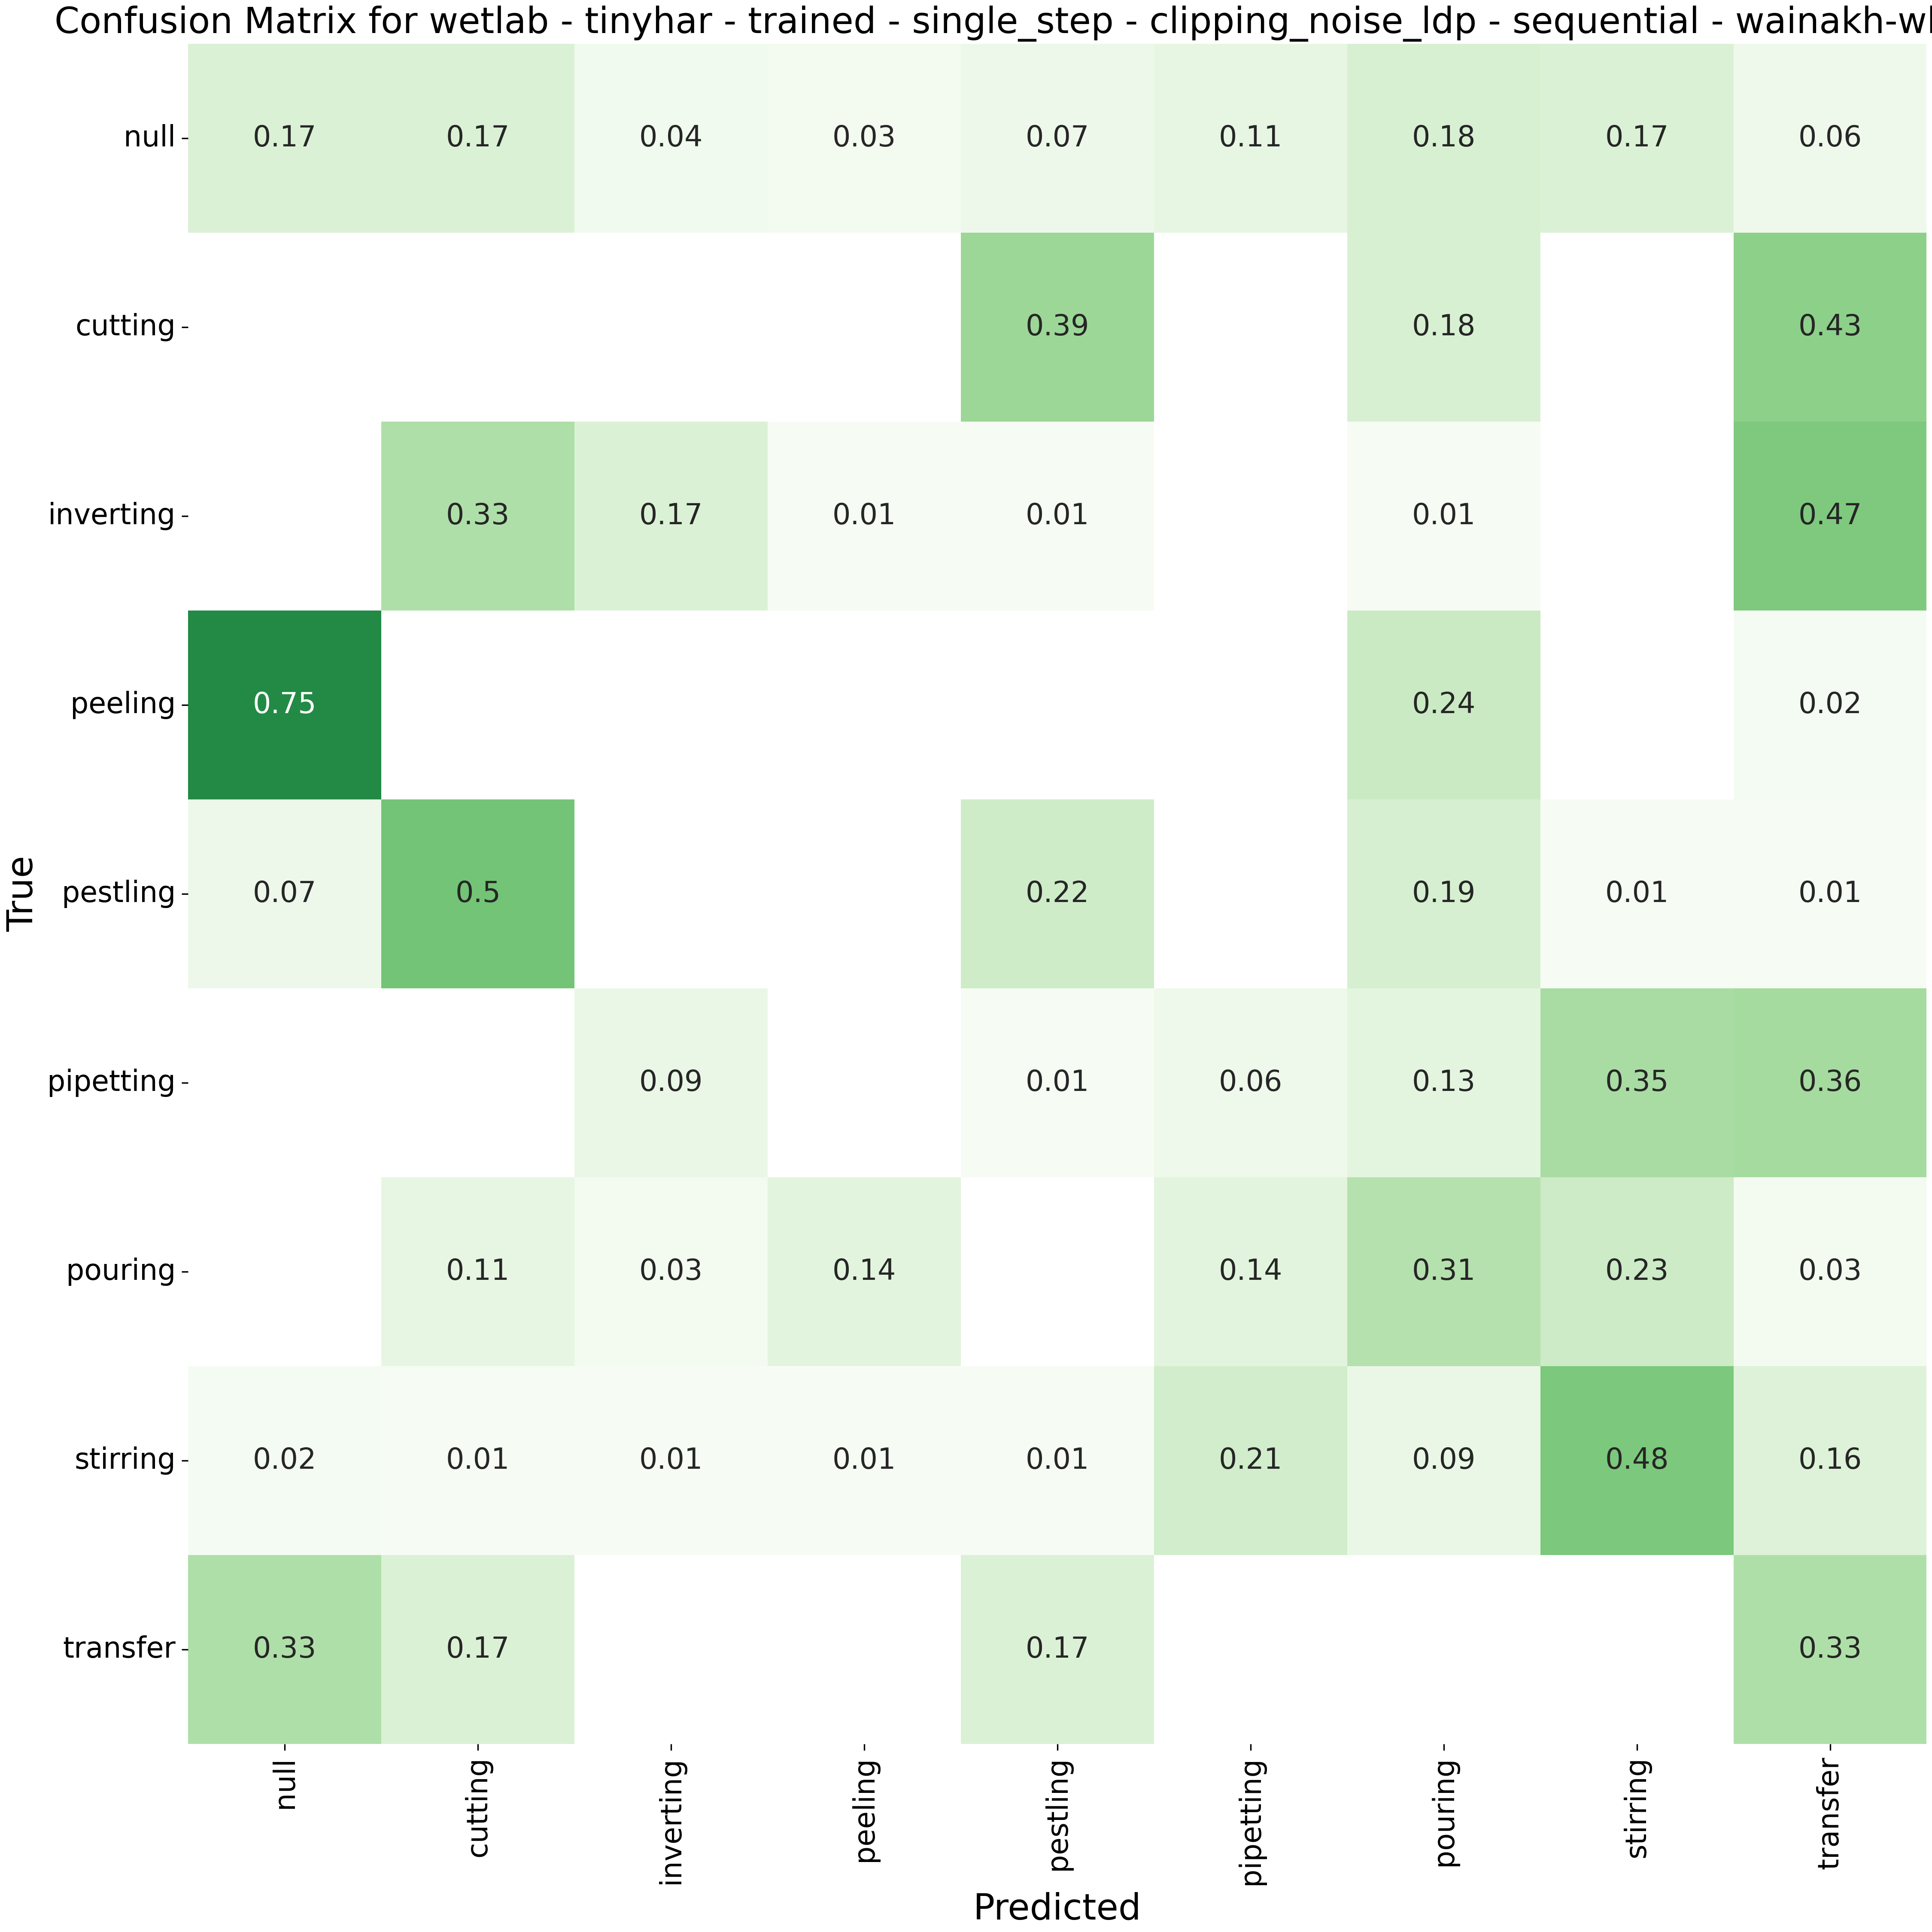 Confusion Matrix for wetlab - tinyhar - trained - single_step - clipping_noise_ldp - sequential - wainakh-wl
null 0.17 0.17 0.04 0.03 0.07 0.11 0.18 0.17 0.06
cutting 0.39 0.18 0.43
inverting 0.33 0.17 0.01 0.01 0.01 0.47
peeling 0.75 0.24 0.02
pestling 0.07 0.5 0.22 0.19 0.01 0.01
pipetting 0.09 0.01 0.06 0.13 0.35 0.36
pouring 0.11 0.03 0.14 0.14 0.31 0.23 0.03
stirring 0.02 0.01 0.01 0.01 0.01 0.21 0.09 0.48 0.16
transfer 0.33 0.17 0.17 0.33
True
null cutting inverting peeling pestling pipetting pouring stirring transfer
Predicted